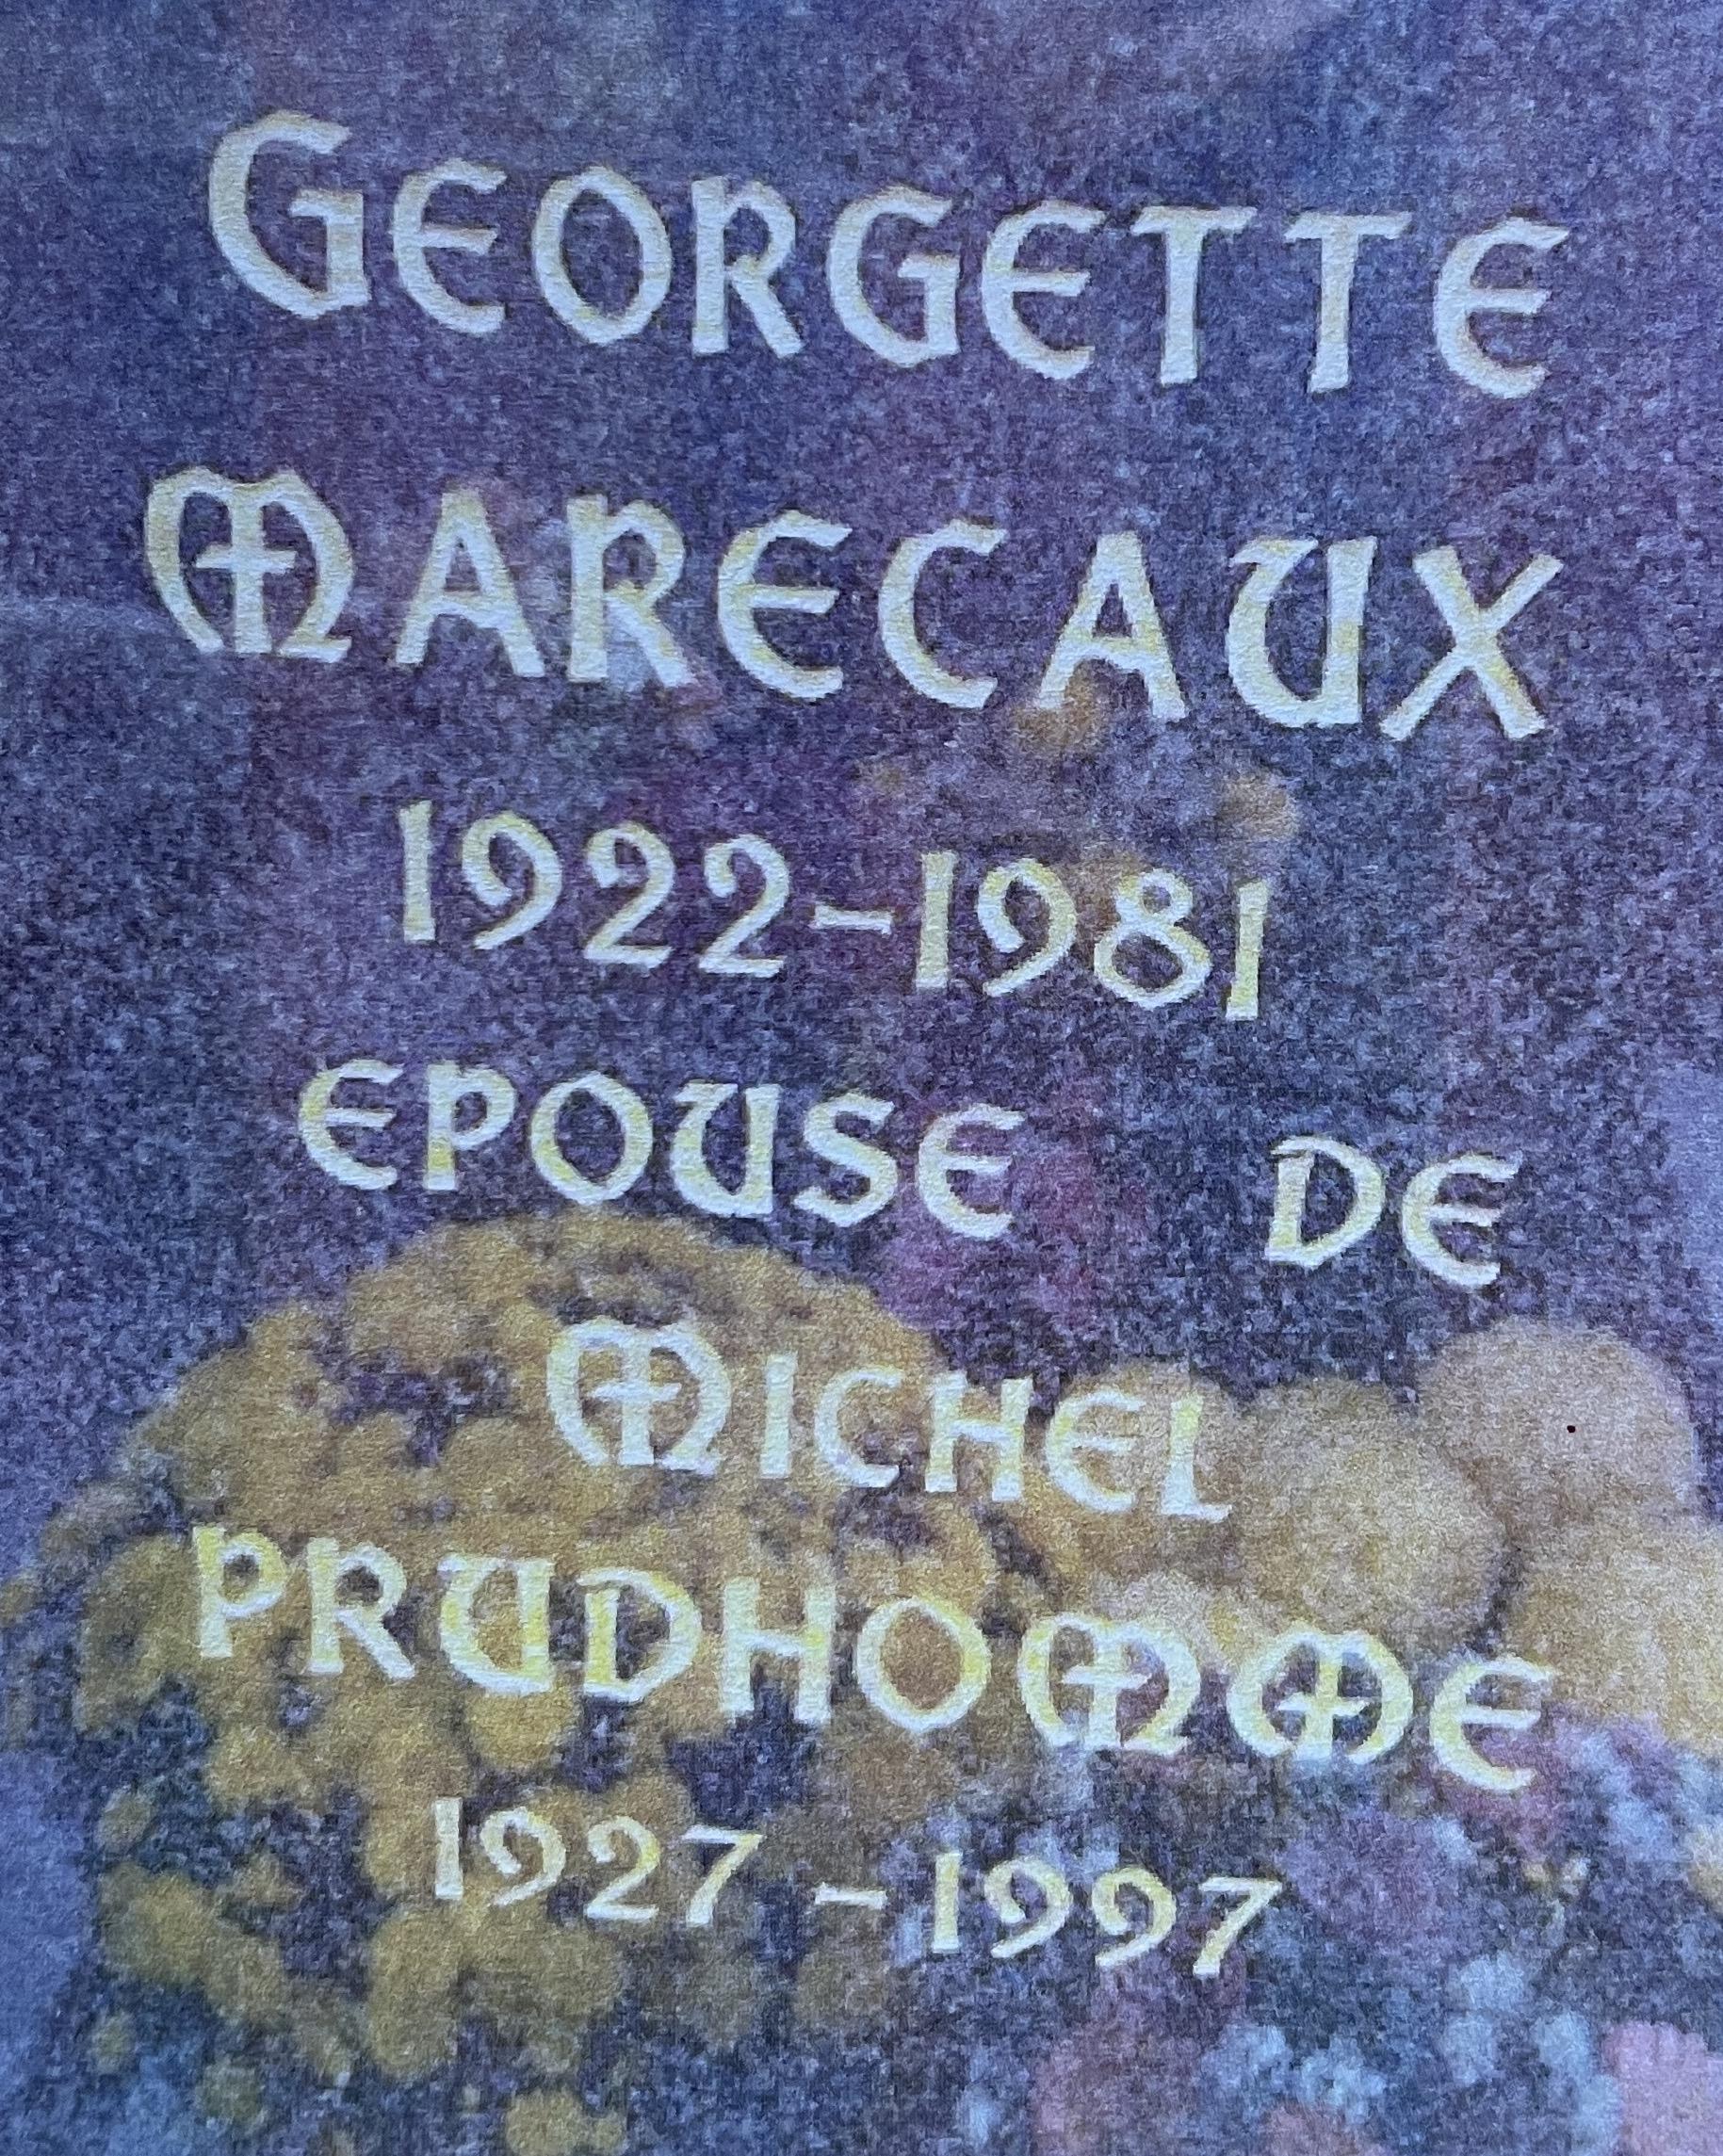 GEORGETTE
MARECAUX
1922-1981
EPOUSE DE
MICHEL
PRUDHOMME
1927-1997